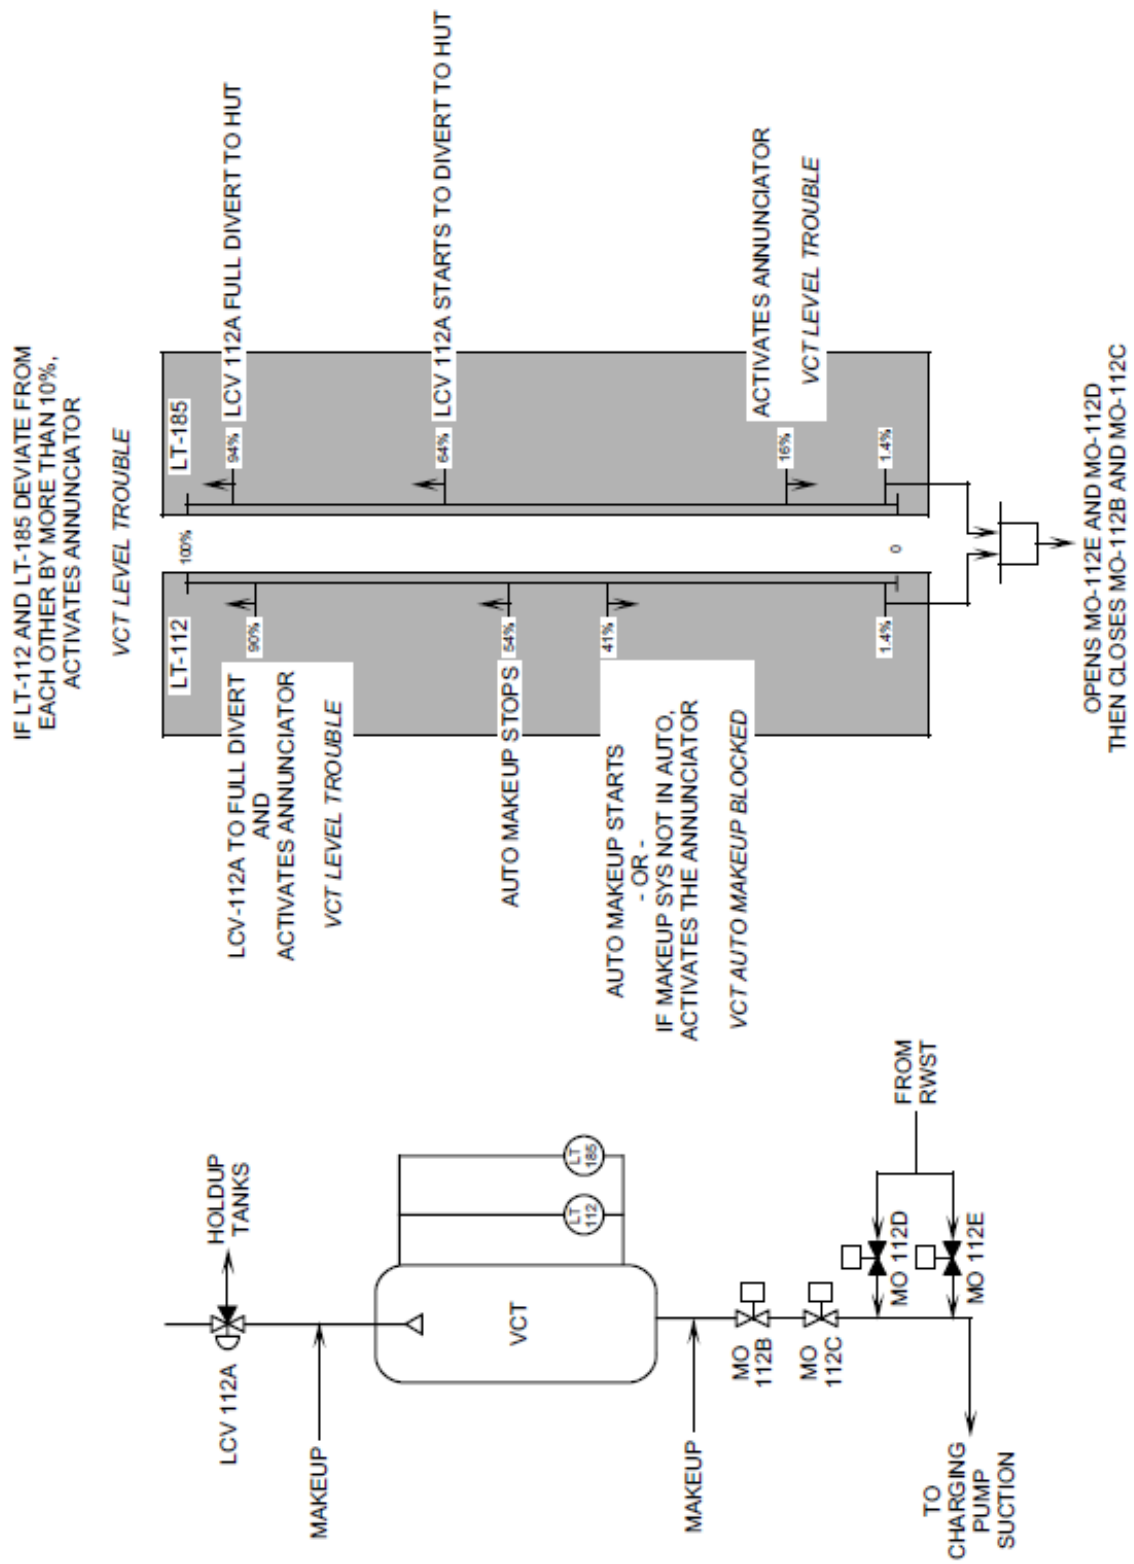 IF LT-112 AND LT-185 DEVIATE FROM
EACH OTHER BY MORE THAN 10%,
ACTIVATES ANNUNCIATOR
VCT LEVEL TROUBLE
LT-112
LT-185
100%
90%
LCV-112A TO FULL DIVERT
AND
ACTIVATES ANNUNCIATOR
VCT LEVEL TROUBLE
54%
AUTO MAKEUP STOPS
41%
AUTO MAKEUP STARTS
- OR -
IF MAKEUP SYS NOT IN AUTO,
ACTIVATES THE ANNUNCIATOR
VCT AUTO MAKEUP BLOCKED
1.4%
94%
LCV 112A FULL DIVERT TO HUT
64%
LCV 112A STARTS TO DIVERT TO HUT
16%
ACTIVATES ANNUNCIATOR
VCT LEVEL TROUBLE
1.4%
0
OPENS MO-112E AND MO-112D
THEN CLOSES MO-112B AND MO-112C
LCV 112A
HOLDUP
TANKS
MAKEUP
VCT
LT
112
LT
185
MAKEUP
MO
112B
MO
112C
MO 112D
MO 112E
FROM
RWST
TO
CHARGING
PUMP
SUCTION